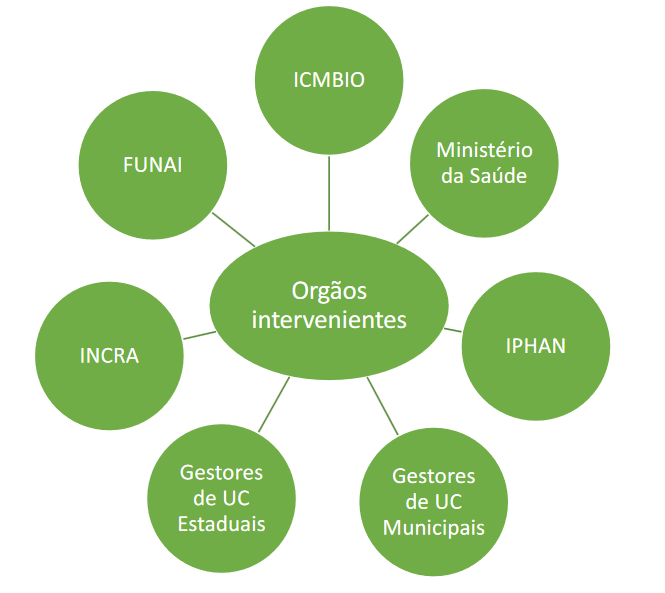 ICMBIO
Ministério
da Saúde
FUNAI
Orgãos
intervenientes
IPHAN
INCRA
Gestores
de UC
Estaduais
Gestores
de UC
Municipais